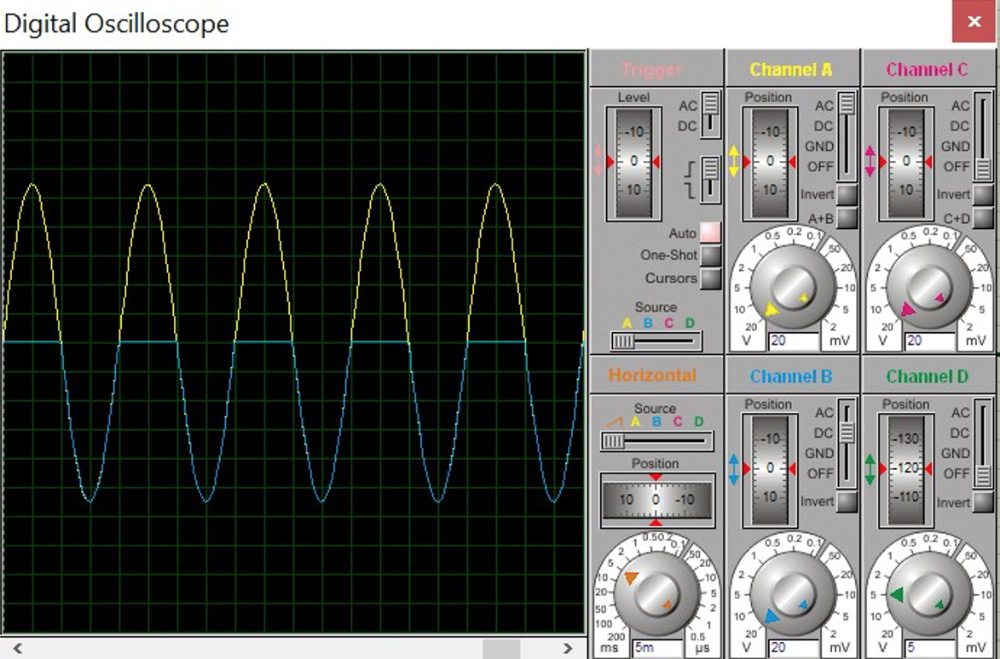 Digital Oscilloscope
Trigger
Level
AC
DC
-10
0
10
Auto
One-Shot
Cursors
Source
A B C D
Channel A
Position
AC
DC
GND
OFF
-10
0
10
Invert
A+B
20 10 5 2 1 0.5 0.2 0.1 50 20 10 5 2
V 20 mV
Channel C
Position
AC
DC
GND
OFF
-10
0
10
Invert
C+D
20 10 5 2 1 0.5 0.2 0.1 50 20 10 5 2
V 20 mV
Horizontal
Source
A B C D
Position
10 0 -10
200 100 50 20 10 5 2 1 0.5 0.2 0.1 50 20 10 5 2 1 0.5
ms 5m µs
Channel B
Position
AC
DC
GND
OFF
-10
0
10
Invert
20 10 5 2 1 0.5 0.2 0.1 50 20 10 5 2
V 20 mV
Channel D
Position
AC
DC
GND
OFF
-130
-120
-110
Invert
20 10 5 2 1 0.5 0.2 0.1 50 20 10 5 2
V 5 mV